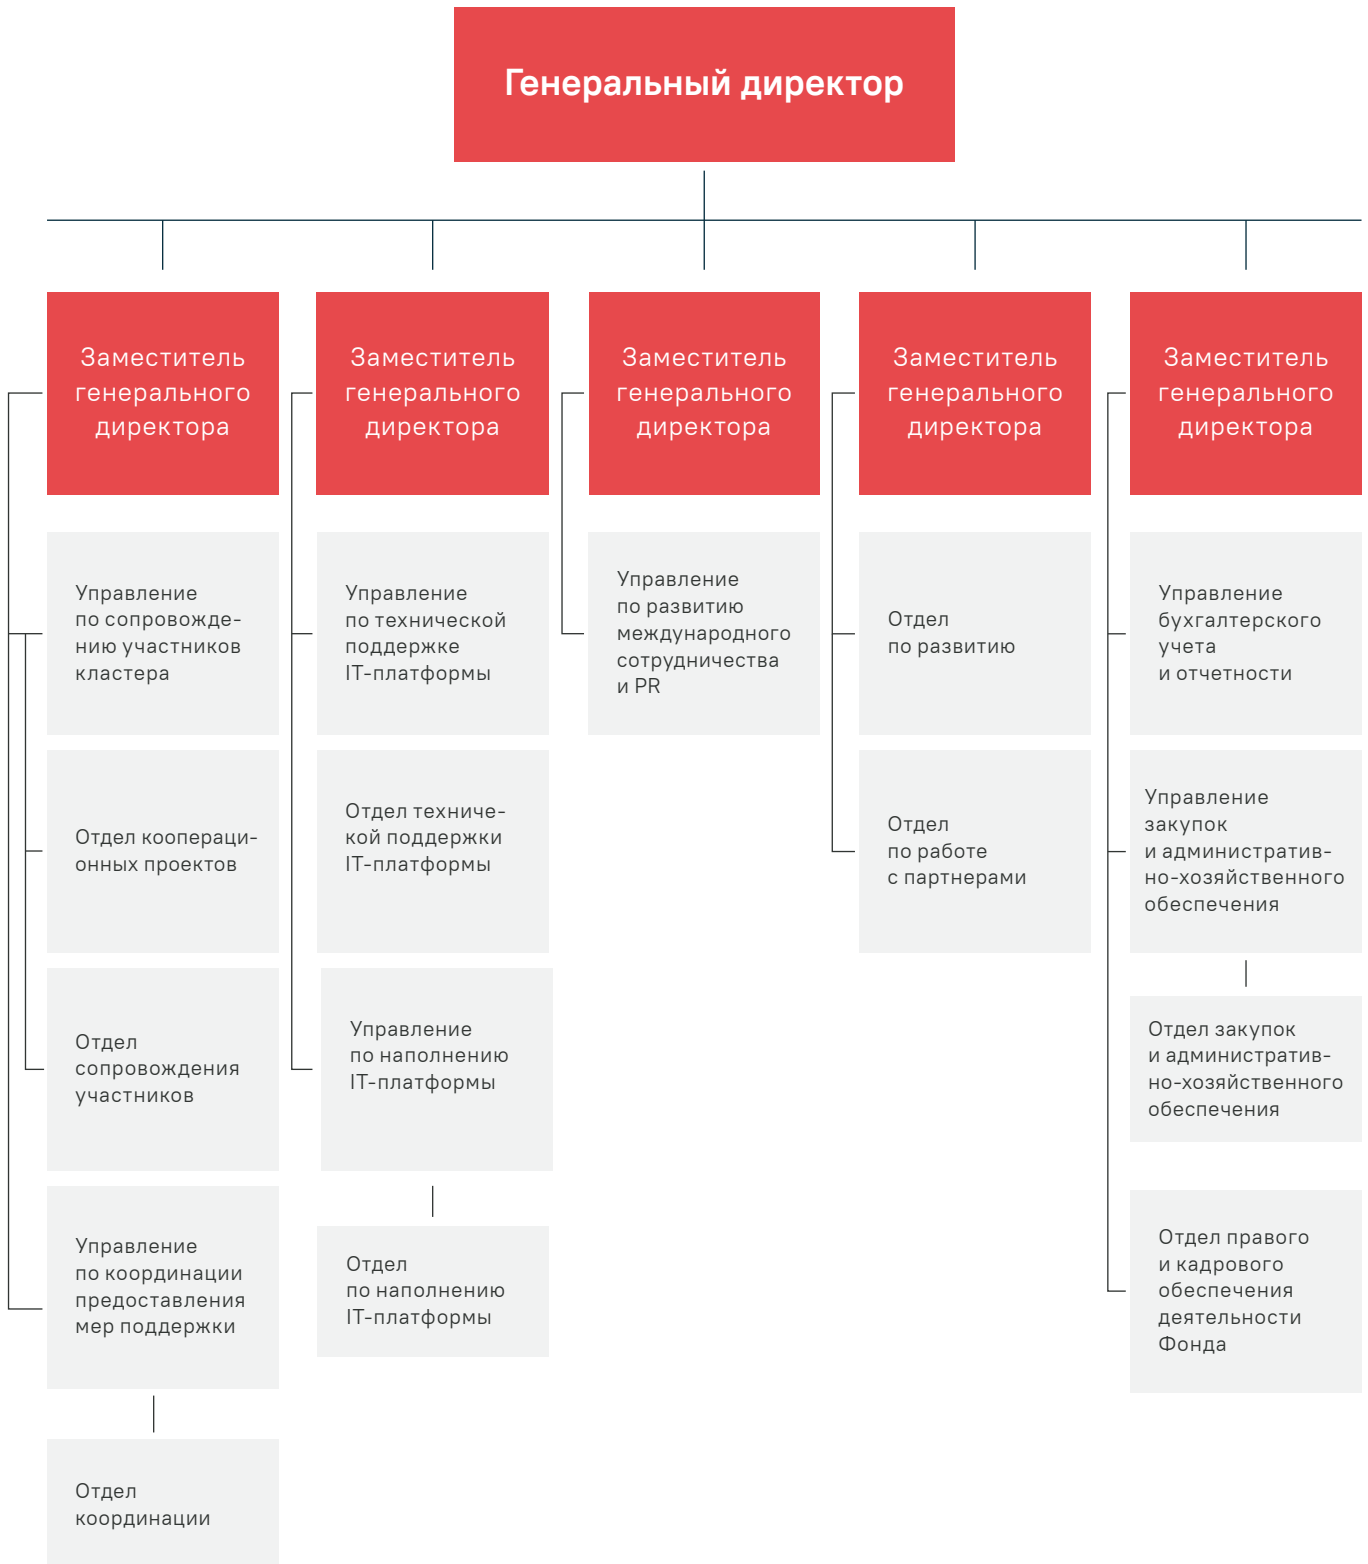 Генеральный директор
Заместитель
генерального
директора
Заместитель
генерального
директора
Заместитель
генерального
директора
Заместитель
генерального
директора
Заместитель
генерального
директора
Управление
по сопровожде-
нию участников
кластера
Отдел коопераци-
онных проектов
Отдел
сопровождения
участников
Управление
по координации
предоставления
мер поддержки
Отдел
координации
Управление
по технической
поддержке
IT-платформы
Отдел техниче-
кой поддержки
IT-платформы
Управление
по наполнению
IT-платформы
Отдел
по наполнению
IT-платформы
Управление
по развитию
международного
сотрудничества
и PR
Отдел
по развитию
Отдел
по работе
с партнерами
Управление
бухгалтерского
учета
и отчетности
Управление
закупок
и административ-
но-хозяйственного
обеспечения
Отдел закупок
и административ-
но-хозяйственного
обеспечения
Отдел правого
и кадрового
обеспечения
деятельности
Фонда